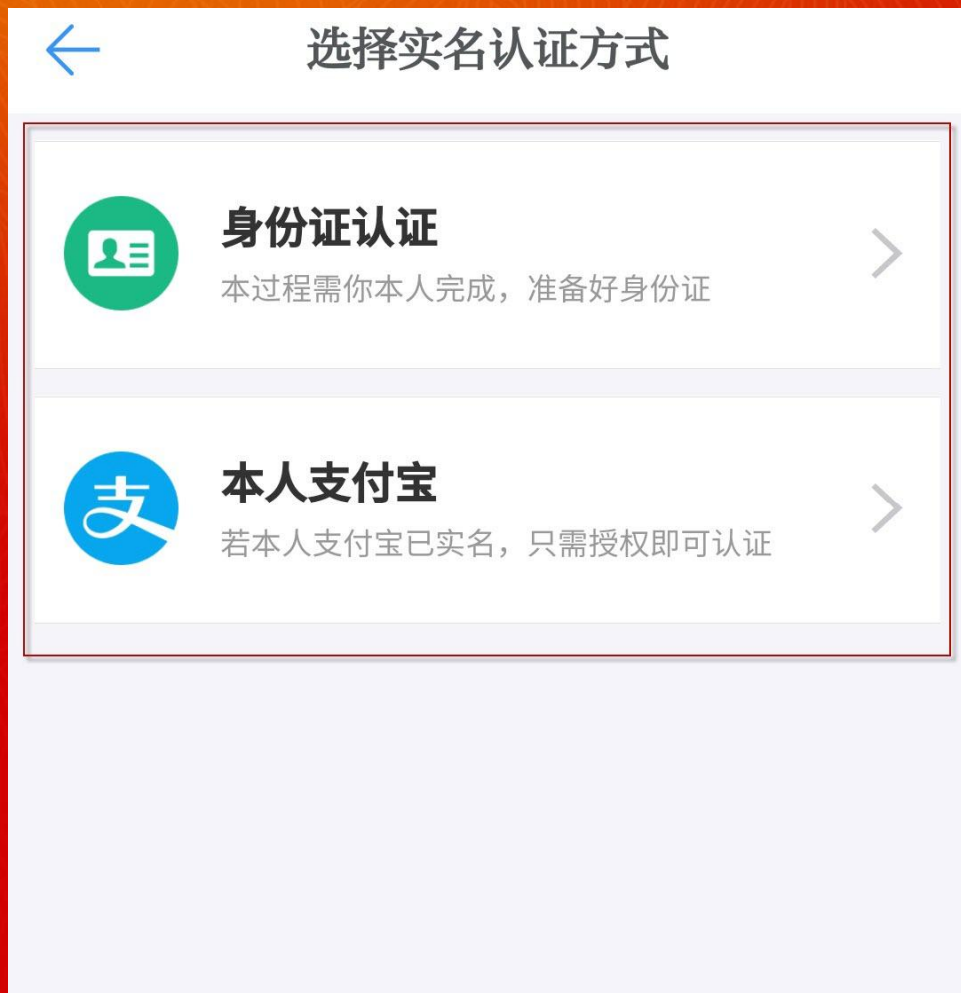 选择实名认证方式
身份证认证
本过程需你本人完成，准备好身份证
支
本人支付宝
若本人支付宝已实名，只需授权即可认证